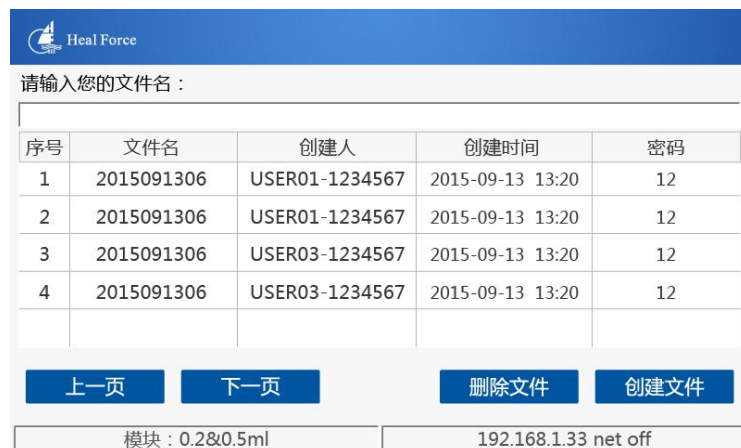 Heal Force
请输入您的文件名：
序号 文件名 创建人 创建时间 密码
1 2015091306 USER01-1234567 2015-09-13 13:20 12
2 2015091306 USER01-1234567 2015-09-13 13:20 12
3 2015091306 USER03-1234567 2015-09-13 13:20 12
4 2015091306 USER03-1234567 2015-09-13 13:20 12
上一页 下一页 删除文件 创建文件
模块：0.2&0.5ml 192.168.1.33 net off